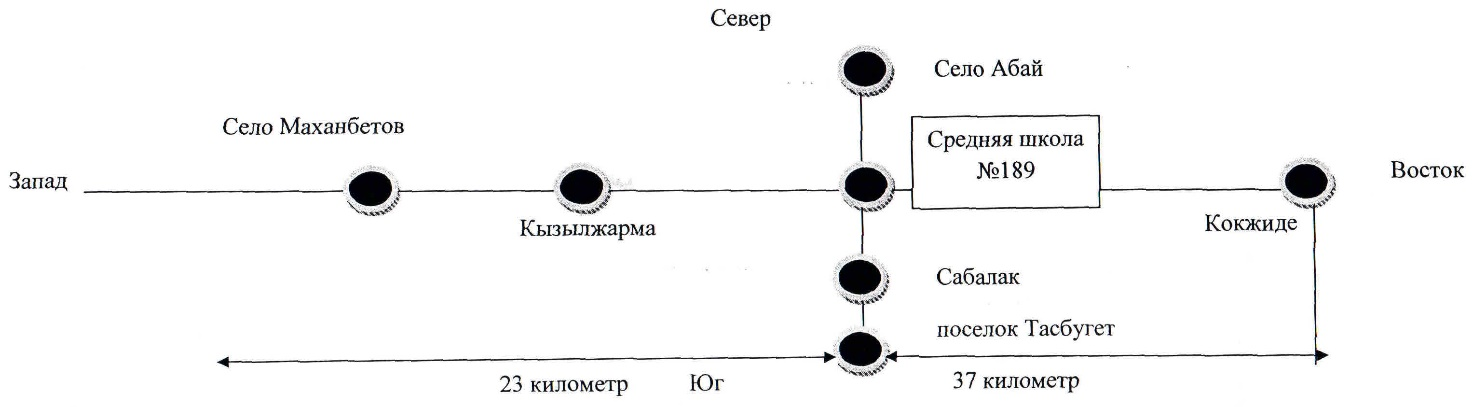 Север
Село Абай
Село Маханбетов
Средняя школа
№189
Запад
Восток
Кызылжарма
Кокжиде
Сабалак
поселок Тасбугет
23 километр
Юг
37 километр